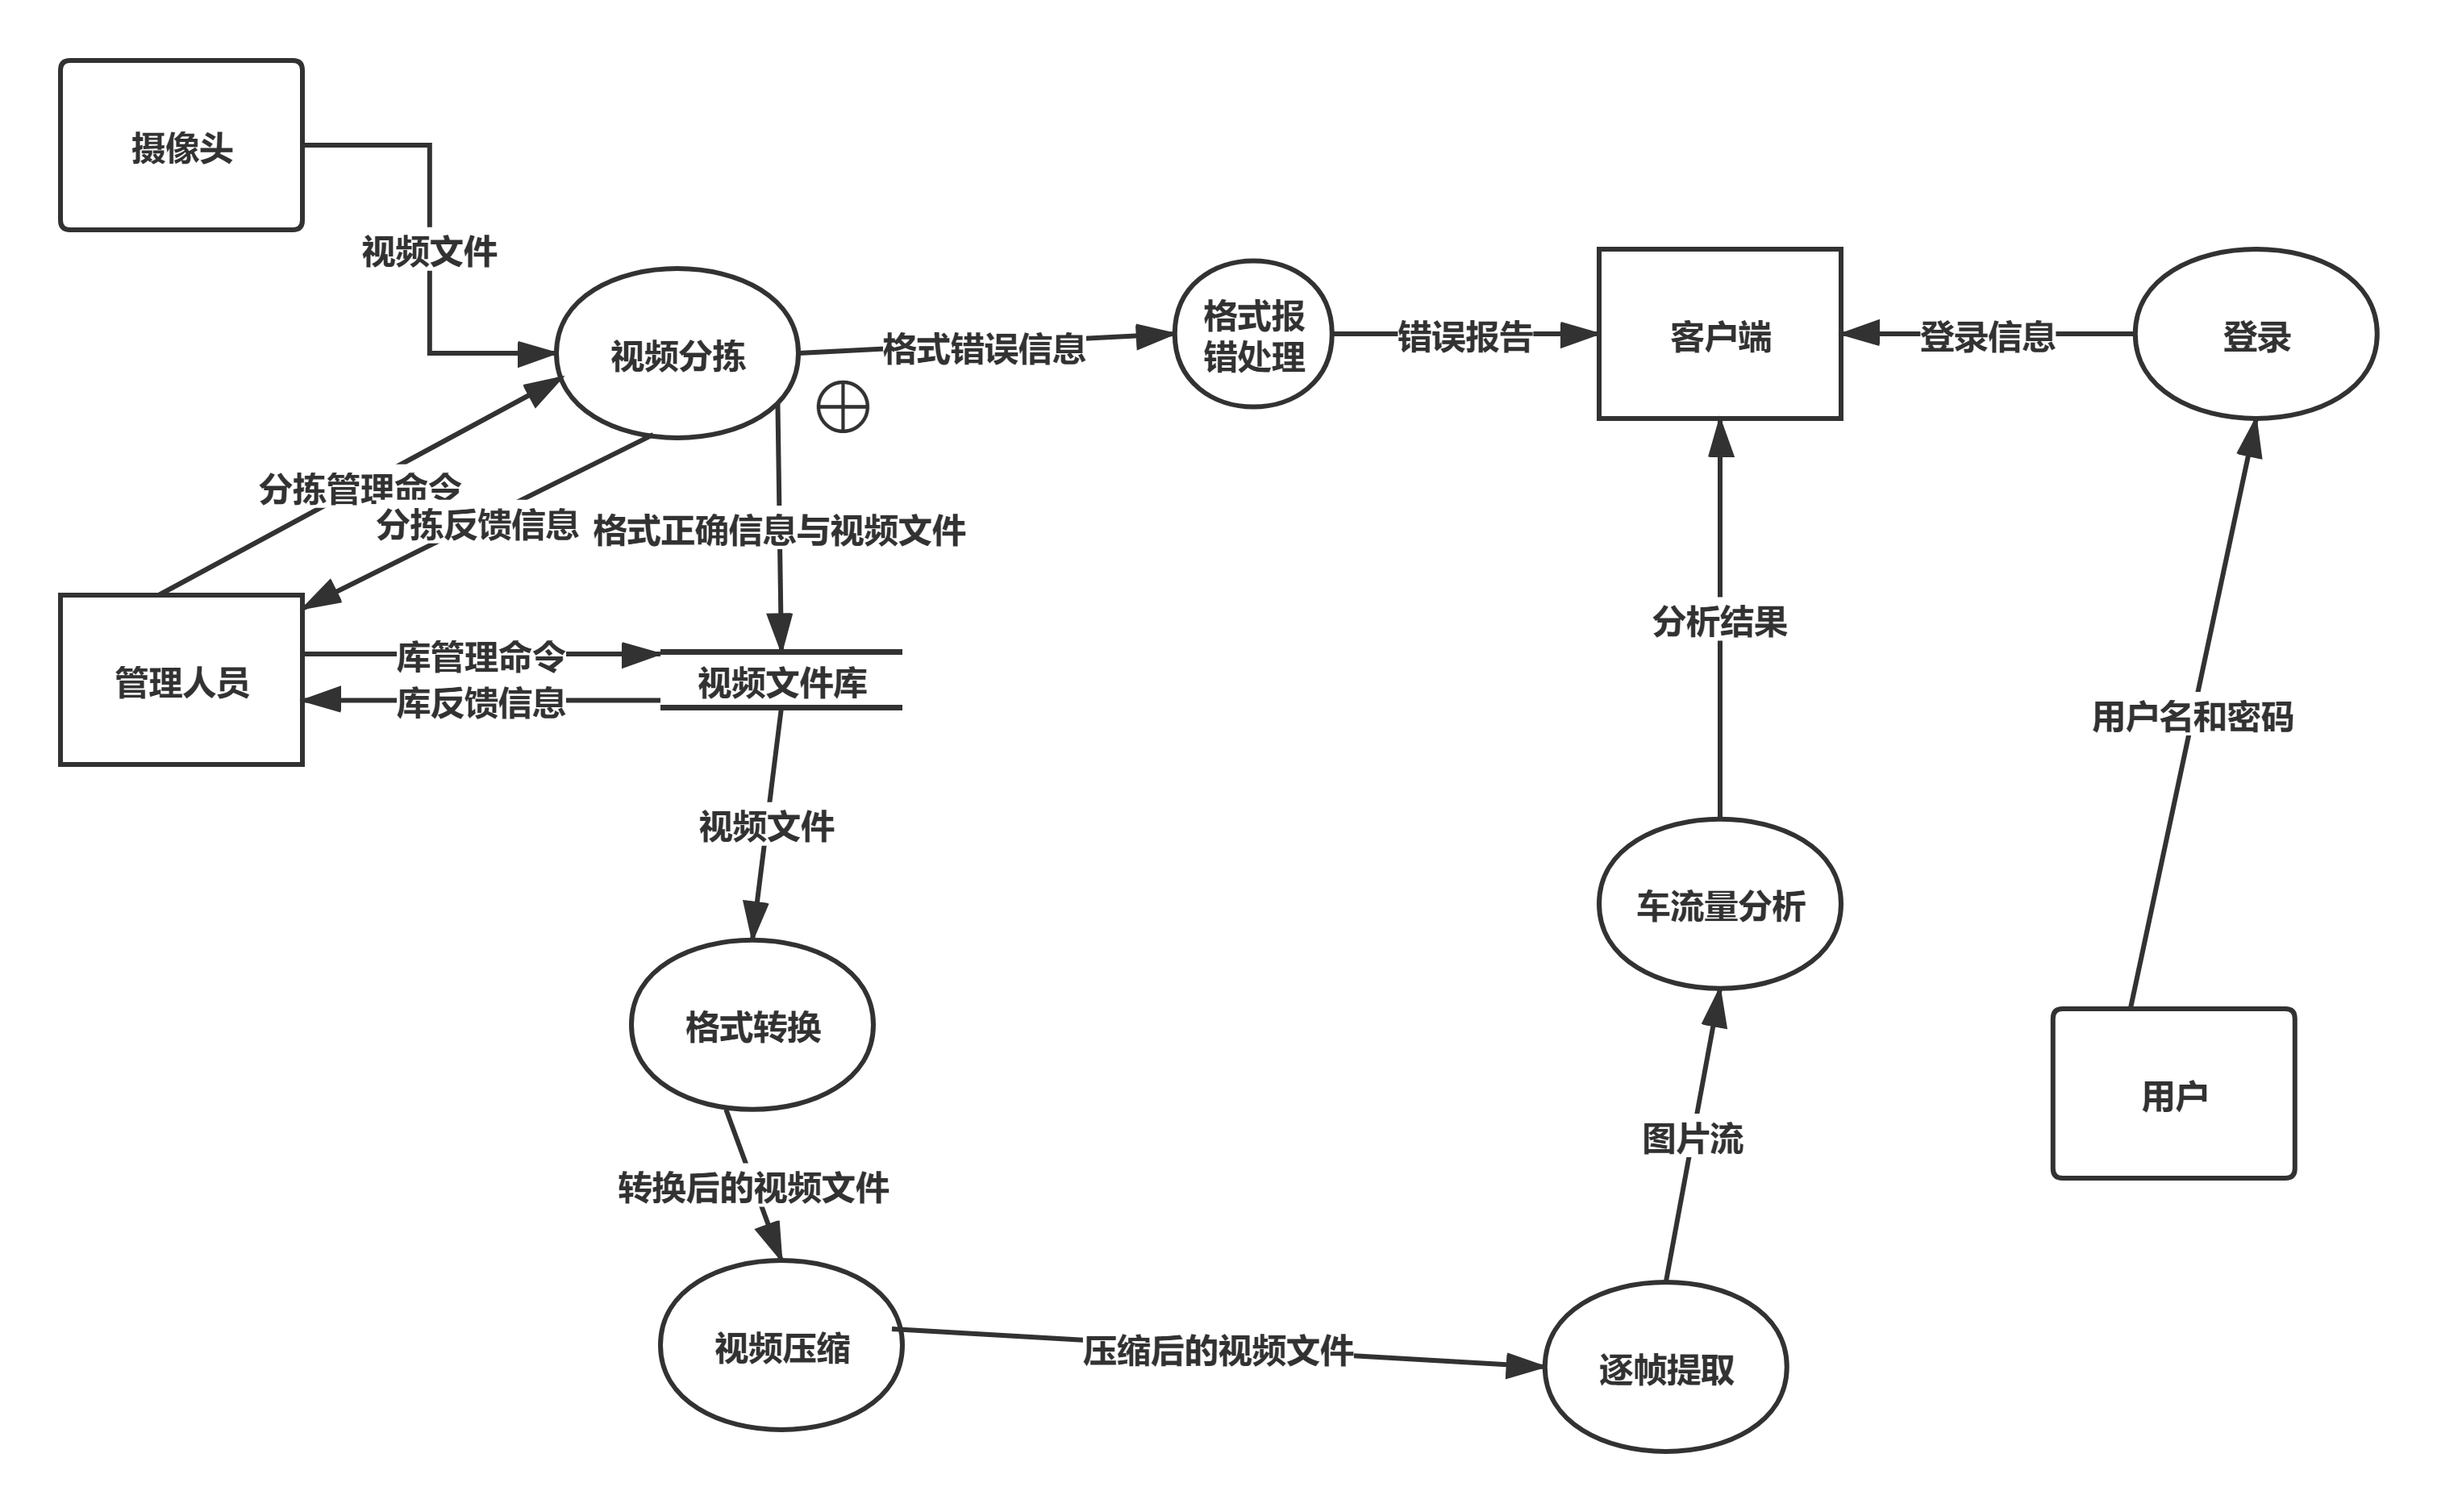 摄像头
视频文件
视频分拣
格式错误信息
格式报
错处理
错误报告
客户端
登录信息
登录
分拣管理命令
分拣反馈信息
格式正确信息与视频文件
分析结果
管理人员
库管理命令
库反馈信息
视频文件库
用户名和密码
视频文件
车流量分析
格式转换
用户
图片流
转换后的视频文件
视频压缩
压缩后的视频文件
逐帧提取